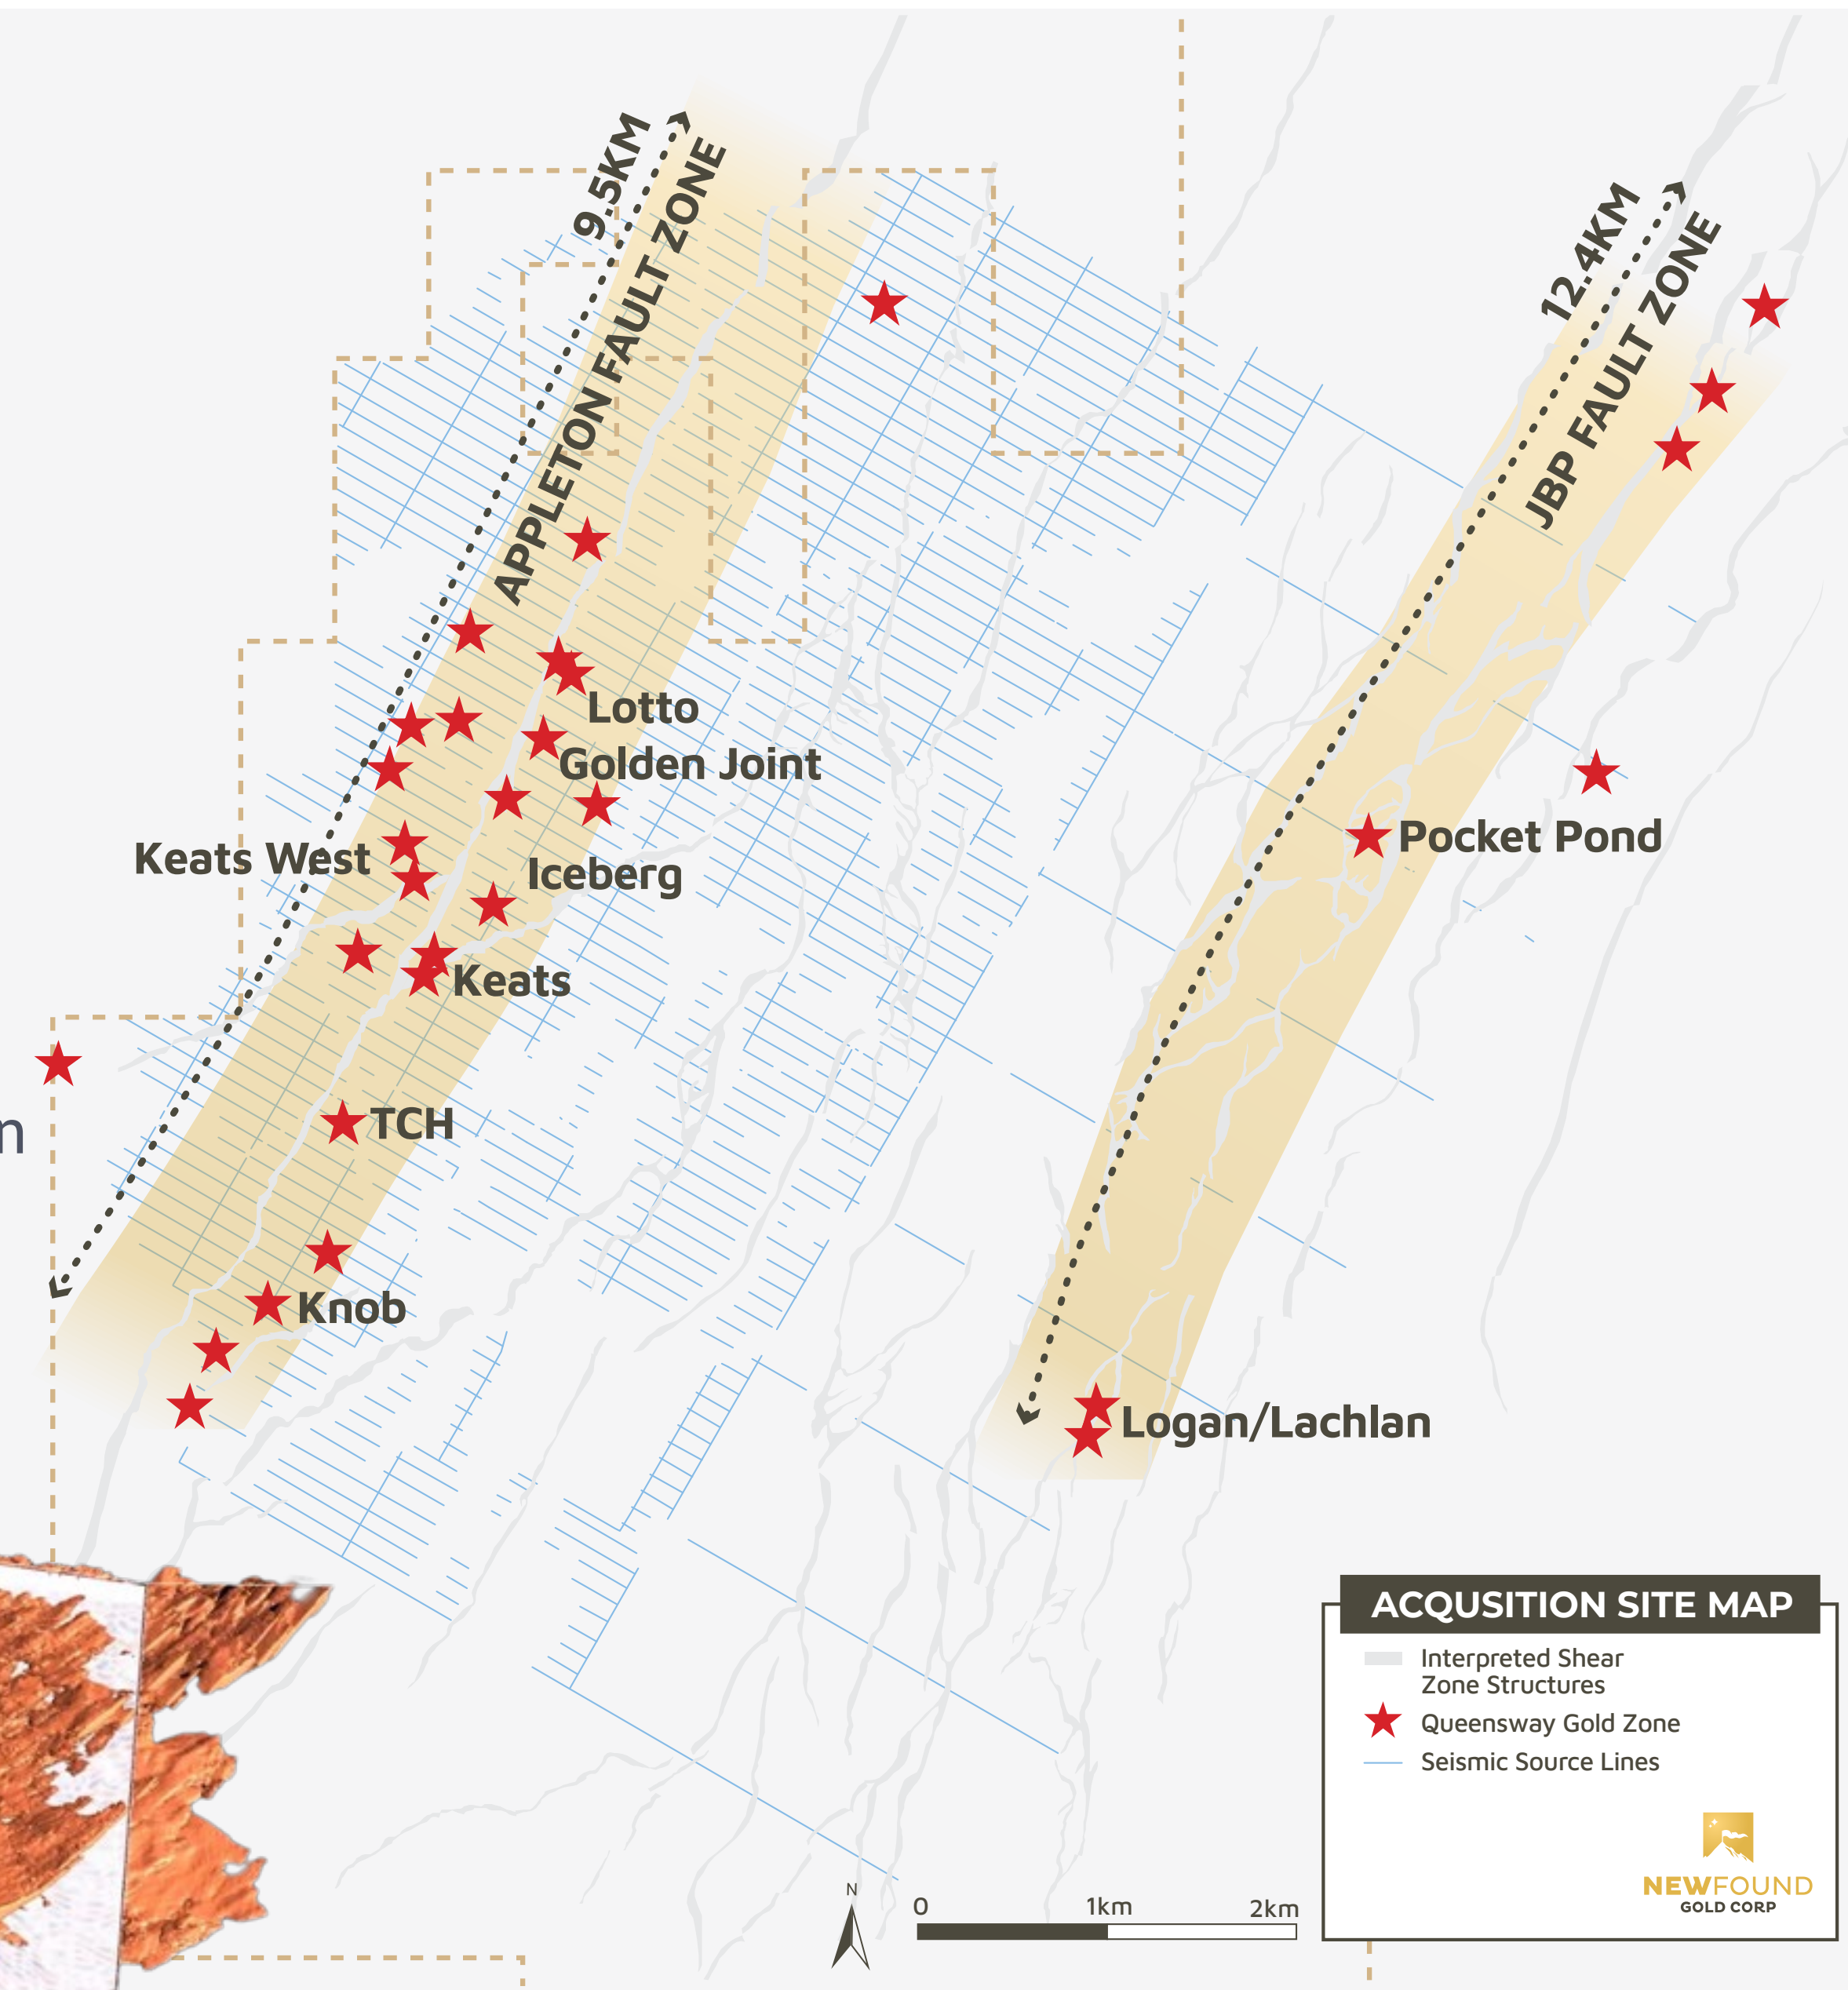 9.5KM
APPLETON FAULT ZONE
12.4KM
JBP FAULT ZONE
Lotto
Golden Joint
Keats West
Iceberg
Pocket Pond
Keats
n
TCH
Knob
Logan/Lachlan
ACQUSITION SITE MAP
Interpreted Shear
Zone Structures
Queensway Gold Zone
Seismic Source Lines
NEWFOUND
GOLD CORP
N
0 1km 2km